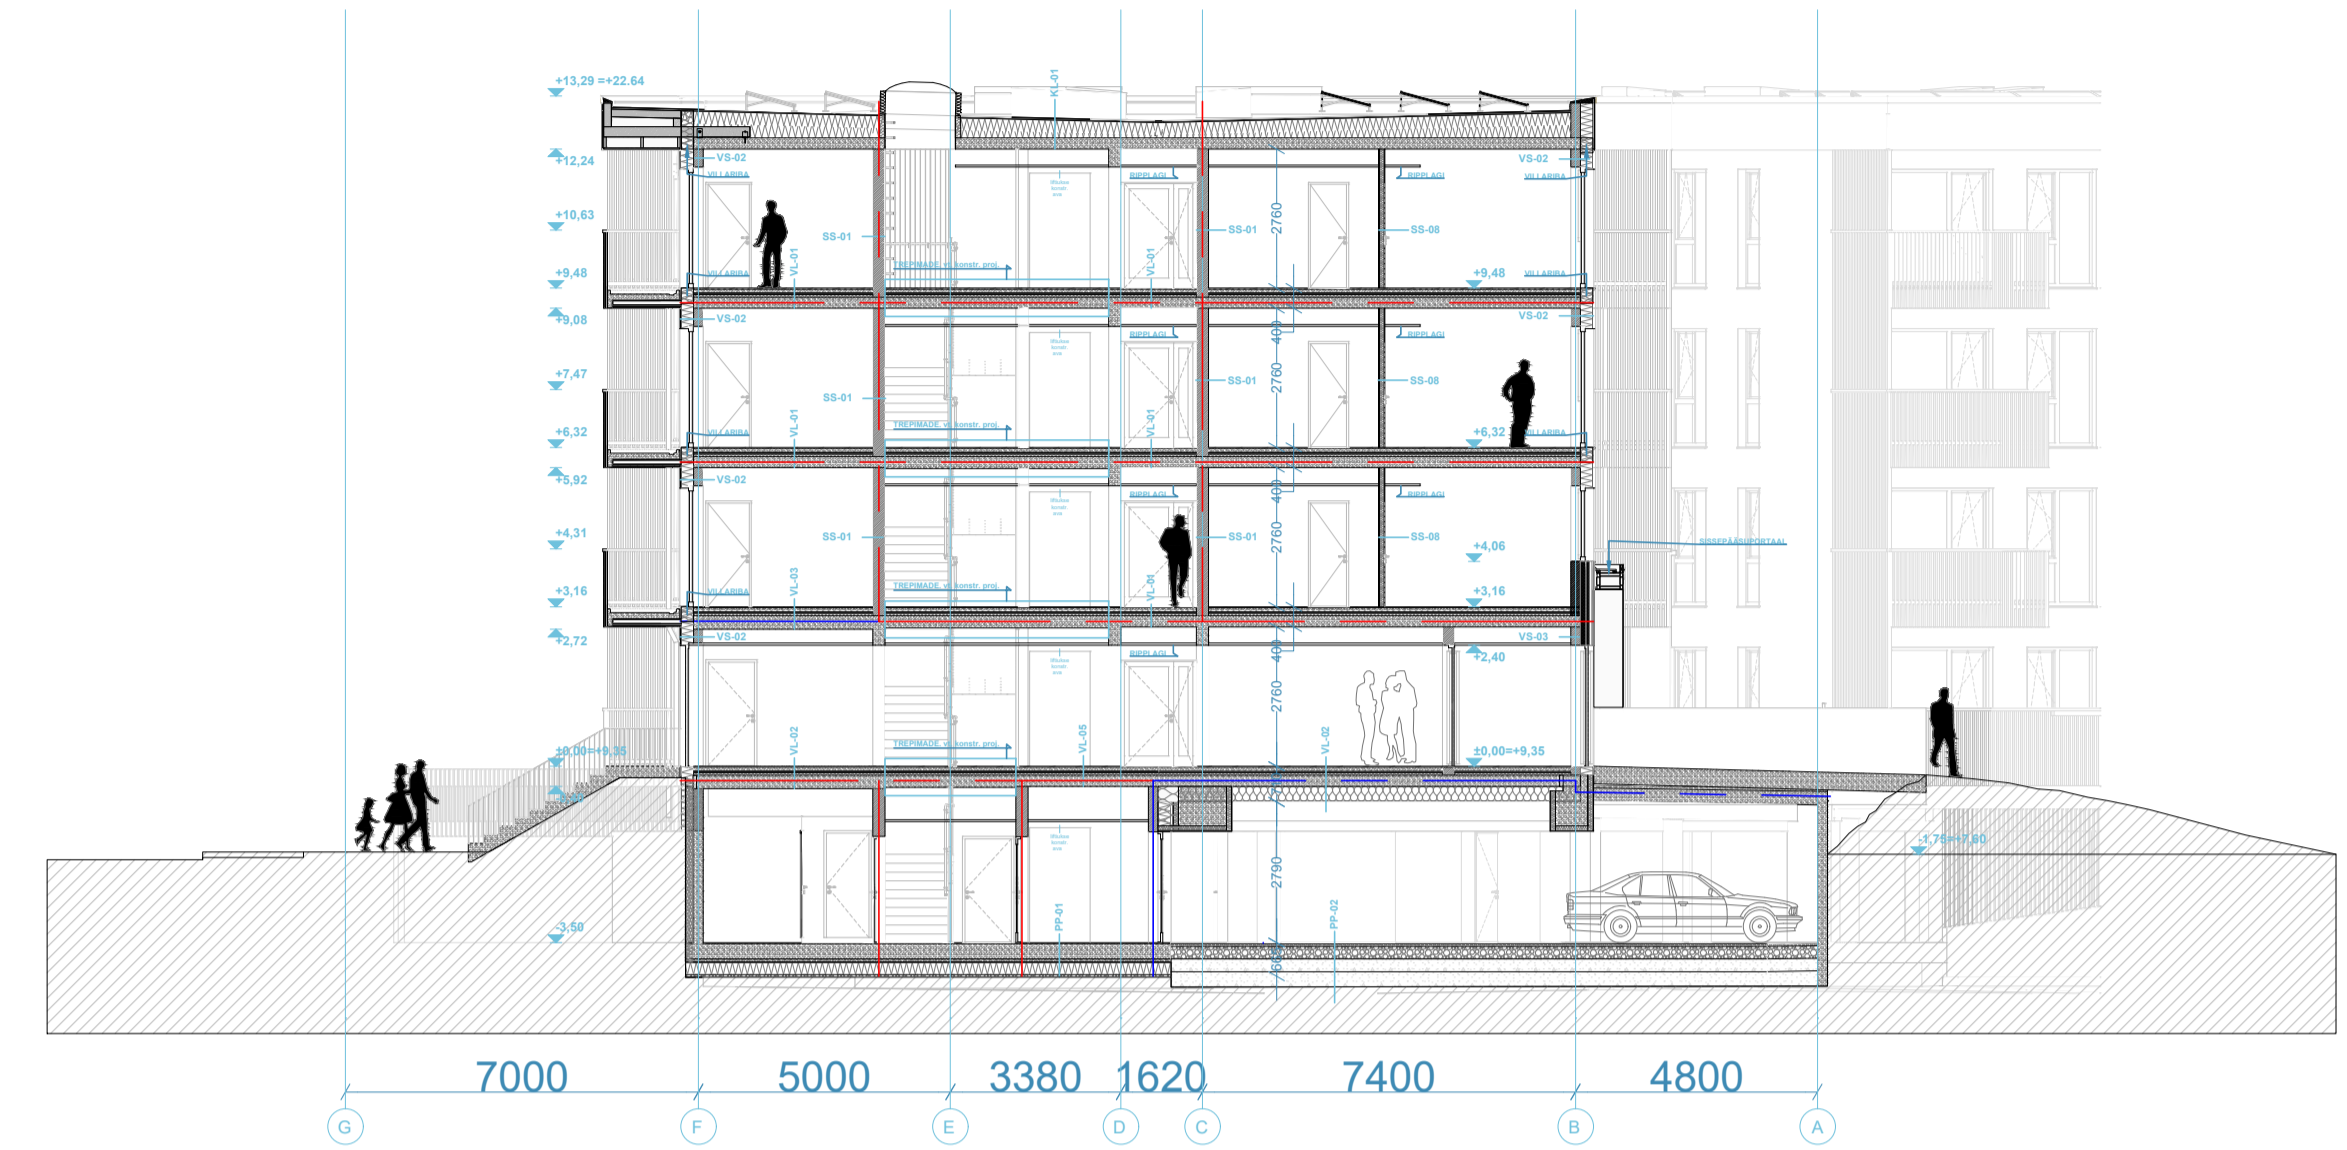 KL-01
+13,29 =+22.64
+12,24
VS-02
VILLARIBA
RIPPLAGI
RIPPLAGI
VS-02
VILLARIBA
+10,63
2760
SS-01
SS-01
SS-08
VL-01
TREPIMADE, vt. konstr. proj.
VL-01
+9,48
VILLARIBA
+9,48
VILLARIBA
+9,08
VS-02
400
VS-02
RIPPLAGI
RIPPLAGI
+7,47
2760
SS-01
SS-01
SS-08
VL-01
TREPIMADE, vt. konstr. proj.
VL-01
+6,32
VILLARIBA
+6,32
VILLARIBA
+5,92
VS-02
400
RIPPLAGI
RIPPLAGI
+4,31
2760
SS-01
SS-01
SS-08
SISSEPÄÄSUPORTAAL
+4,06
VL-03
TREPIMADE, vt. konstr. proj.
VL-01
+3,16
VILLARIBA
+3,16
+2,72
VS-02
400
VS-03
RIPPLAGI
+2,40
2760
VL-02
TREPIMADE, vt. konstr. proj.
VL-05
VL-02
±0,00=+9,35
±0,00=+9,35
-1,75=+7,60
2790
PP-01
PP-02
-3,50
7000
5000
3380
1620
7400
4800
G
F
E
D
C
B
A